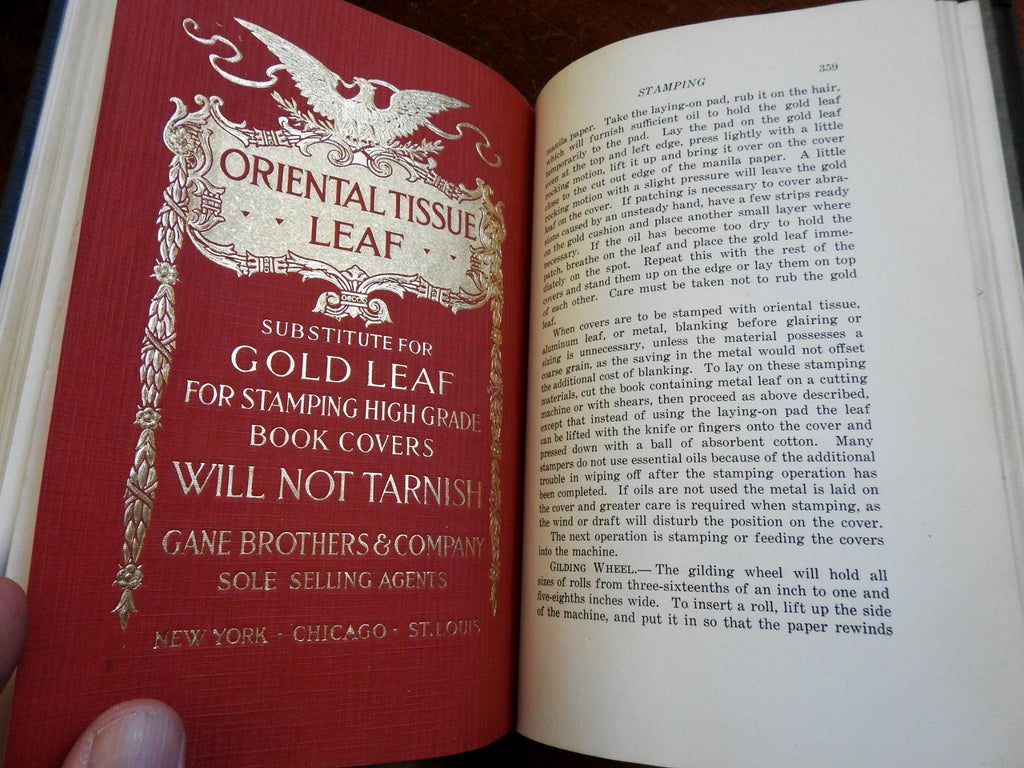 ORIENTAL TISSUE
LEAF
SUBSTITUTE FOR
GOLD LEAF
FOR STAMPING HIGH GRADE
BOOK COVERS
WILL NOT TARNISH
GANE BROTHERS & COMPANY
SOLE SELLING AGENTS
NEW YORK - CHICAGO - ST. LOUIS
STAMPING 359
manila paper. Take the laying-on pad, rub it on the hair,
which will furnish sufficient oil to hold the gold leaf
temporarily to the pad. Lay the pad on the gold leaf
even at the top and left edge, press lightly with a little
rocking motion, lift it up and bring it over on the cover
close to the cut out edge of the manila paper. A little
rocking motion with a slight pressure will leave the gold
leaf on the cover. If patching is necessary to cover abra-
sions caused by an unsteady hand, have a few strips ready
on the gold cushion and place another small layer where
necessary. If the oil has become too dry to hold the
patch, breathe on the leaf and place the gold leaf imme-
diately on the spot. Repeat this with the rest of the
covers and stand them up on the edge or lay them on top
of each other. Care must be taken not to rub the gold
leaf.
When covers are to be stamped with oriental tissue,
aluminum leaf, or metal, blanking before glairing or
sizing is unnecessary, unless the material possesses a
coarse grain, as the saving in the metal would not offset
the additional cost of blanking. To lay on these stamping
materials, cut the book containing metal leaf on a cutting
machine or with shears, then proceed as above described,
except that instead of using the laying-on pad the leaf
can be lifted with the knife or fingers onto the cover and
pressed down with a ball of absorbent cotton. Many
stampers do not use essential oils because of the additional
trouble in wiping off after the stamping operation has
been completed. If oils are not used the metal is laid on
the cover and greater care is required when stamping, as
the wind or draft will disturb the position on the cover.
The next operation is stamping or feeding the covers
into the machine.
GILDING WHEEL.— The gilding wheel will hold all
sizes of rolls from three-sixteenths of an inch to one and
five-eighths inches wide. To insert a roll, lift up the side
of the machine, and put it in so that the paper rewinds